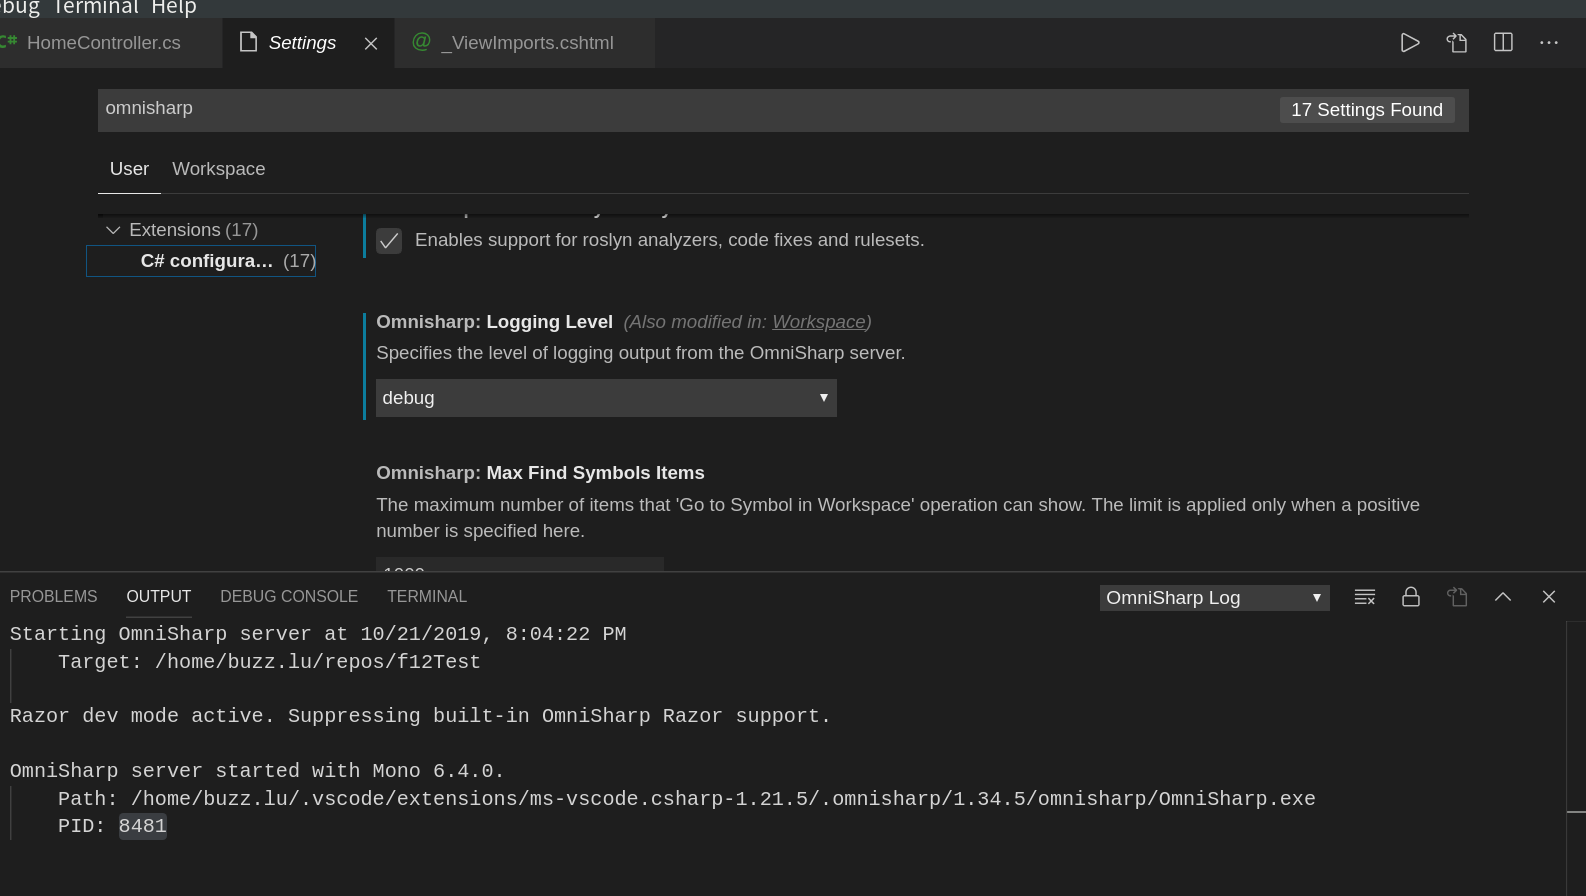 ebug Terminal Help
C# HomeController.cs Settings @ _ViewImports.cshtml
omnisharp 17 Settings Found
User Workspace
Extensions (17)
C# configura... (17)
Enables support for roslyn analyzers, code fixes and rulesets.
Omnisharp: Logging Level (Also modified in: Workspace)
Specifies the level of logging output from the OmniSharp server.
debug
Omnisharp: Max Find Symbols Items
The maximum number of items that 'Go to Symbol in Workspace' operation can show. The limit is applied only when a positive
number is specified here.
PROBLEMS OUTPUT DEBUG CONSOLE TERMINAL OmniSharp Log
Starting OmniSharp server at 10/21/2019, 8:04:22 PM
Target: /home/buzz.lu/repos/f12Test
Razor dev mode active. Suppressing built-in OmniSharp Razor support.
OmniSharp server started with Mono 6.4.0.
Path: /home/buzz.lu/.vscode/extensions/ms-vscode.csharp-1.21.5/.omnisharp/1.34.5/omnisharp/OmniSharp.exe
PID: 8481